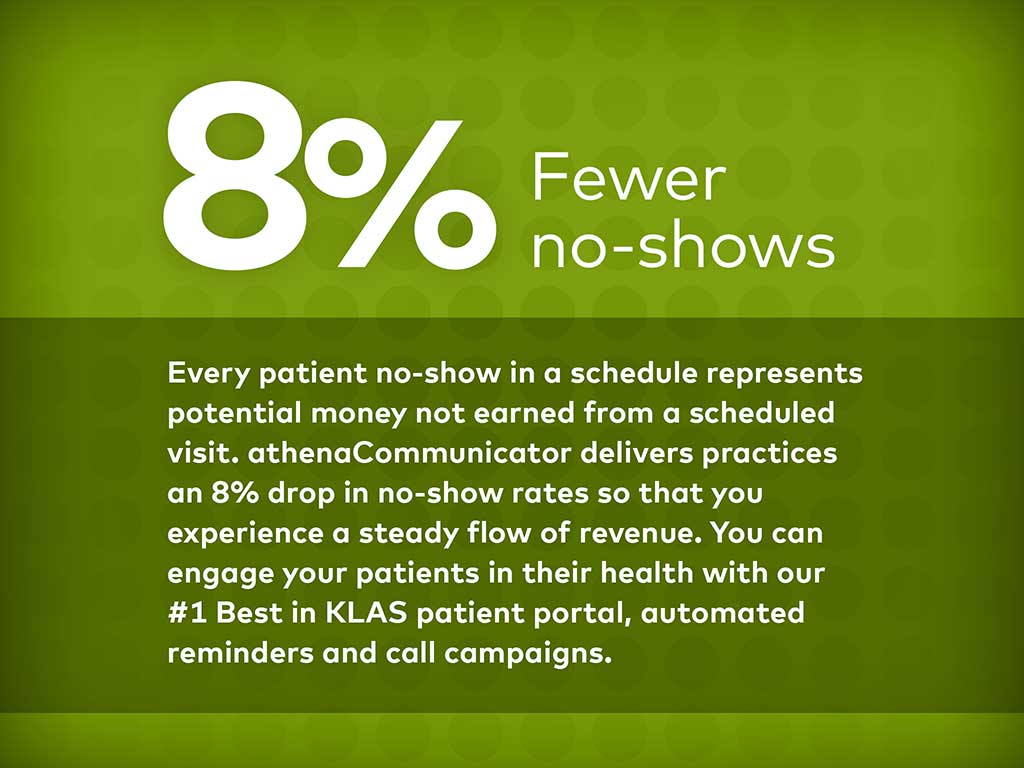 8% Fewer
no-shows
Every patient no-show in a schedule represents
potential money not earned from a scheduled
visit. athenaCommunicator delivers practices
an 8% drop in no-show rates so that you
experience a steady flow of revenue. You can
engage your patients in their health with our
#1 Best in KLAS patient portal, automated
reminders and call campaigns.